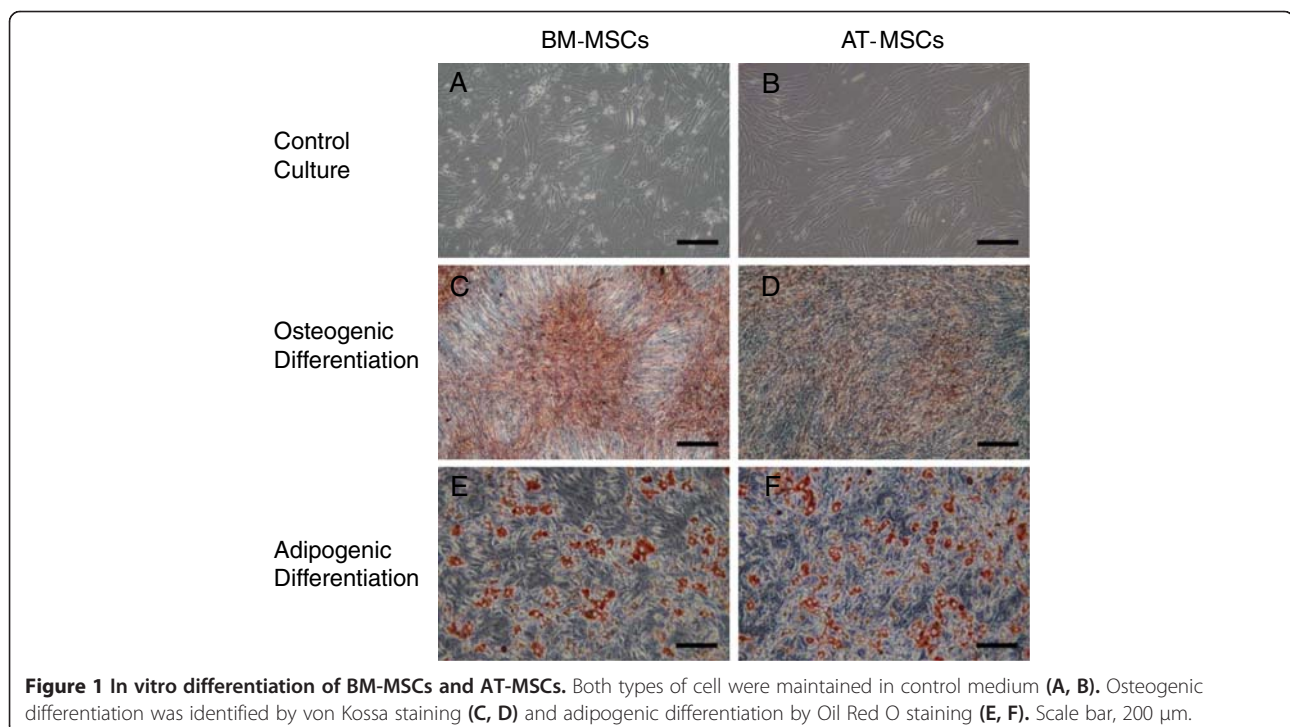 BM-MSCs AT-MSCs
A B
Control
Culture
C D
Osteogenic
Differentiation
E F
Adipogenic
Differentiation
Figure 1 In vitro differentiation of BM-MSCs and AT-MSCs. Both types of cell were maintained in control medium (A, B). Osteogenic
differentiation was identified by von Kossa staining (C, D) and adipogenic differentiation by Oil Red O staining (E, F). Scale bar, 200 μm.